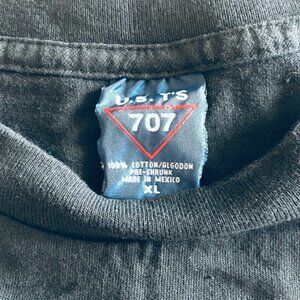 U.S. T'S
707
100% COTTON/ALGODON
PRE-SHRUNK
MADE IN MEXICO
XL